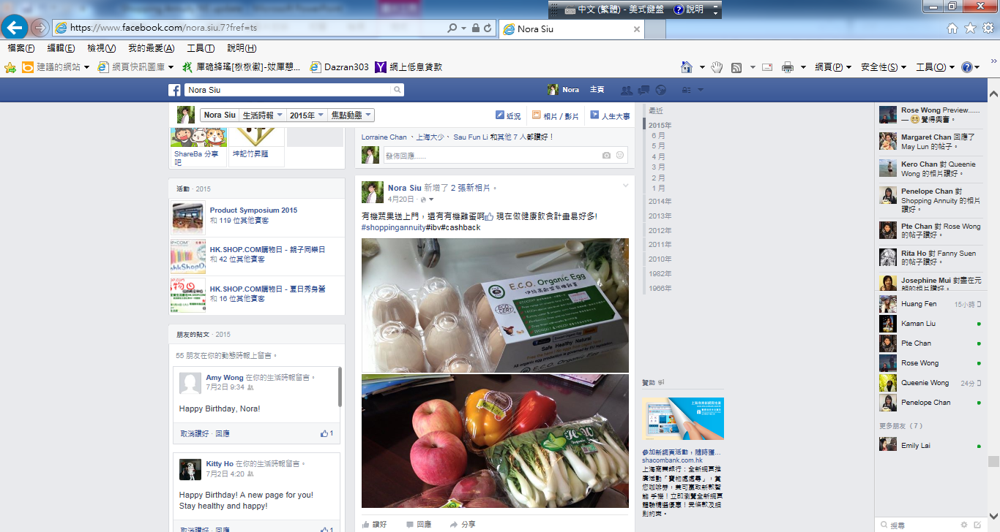 中文 (繁體) - 美式鍵盤 說明
https://www.facebook.com/nora.siu.7?fref=ts
Nora Siu
檔案(F) 編輯(E) 檢視(V) 我的最愛(A) 工具(T) 說明(H)
建議的網站 網頁快訊圖庫 Dazran303 網上低息貸款
網頁(P) 安全性(S) 工具(O)
Nora Siu
Nora 主頁
Nora Siu 生活時報 2015年 焦點動態
近況 相片 / 影片 人生大事
ShareBa 分享吧
坤記竹昇麵
活動 · 2015
Product Symposium 2015
和 119 位其他賓客
HK.SHOP.COM購物日 - 親子同樂日
和 42 位其他賓客
HK.SHOP.COM購物日 - 夏日秀身營
和 16 位其他賓客
朋友的貼文 · 2015
55 朋友在你的動態時報上留言。
Amy Wong 在你的生活時報留言。
7月2日 9:34
Happy Birthday, Nora!
取消讚好 · 回應 1
Kitty Ho 在你的生活時報留言。
7月2日 4:20
Happy Birthday! A new page for you!
Stay healthy and happy!
取消讚好 · 回應 1
Lorraine Chan 、上海大少、 Sau Fun Li 和其他 7 人都讚好！
發佈回應......
Nora Siu 新增了 2 張新相片。
4月20日 ·
有機蔬果送上門，還有有機雞蛋啊 現在做健康飲食計畫易好多!
#shoppingannuity#ibv#cashback
E.C.O. Organic Egg
ECO CERT
Safe Healthy Natural
E.C.O. Organic Egg
讚好 回應 分享
最近
2015年
6 月
5 月
4 月
3 月
2 月
1 月
2014年
2013年
2012年
2011年
2010年
1982年
1966年
贊助
參加新網頁活動，隨時獲...
shacombank.com.hk
上海商業銀行：全新網頁推
廣活動「寶物處處尋」，賞
您咖啡券，兼可贏取新款智
能 手機！立即瀏覽全新網頁
體驗精選優惠！受條款及細
則約束。
Rose Wong Preview......
— 覺得興奮。
Margaret Chan 回應了
May Lun 的帖子。
Kero Chan 對 Queenie
Wong 的相片讚好。
Penelope Chan 對
Shopping Annuity 的相片
讚好。
Pte Chan 對 Rose Wong
的帖子讚好。
Rita Ho 對 Fanny Suen
的帖子讚好。
Josephine Mui 對盡在元
朗的相片讚好。
Huang Fen 15小時
Kaman Liu
Pte Chan
Rose Wong
Queenie Wong 24分
Penelope Chan
更多朋友（7）
Emily Lai
搜尋